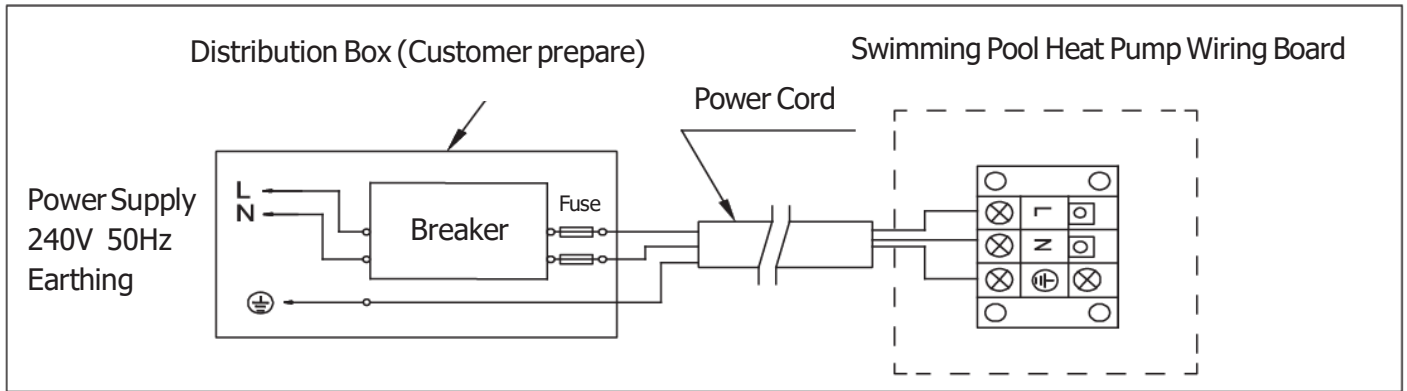 Distribution Box (Customer prepare)
Swimming Pool Heat Pump Wiring Board
Power Cord
Power Supply
240V 50Hz
Earthing
L
N
Breaker
Fuse
L
N